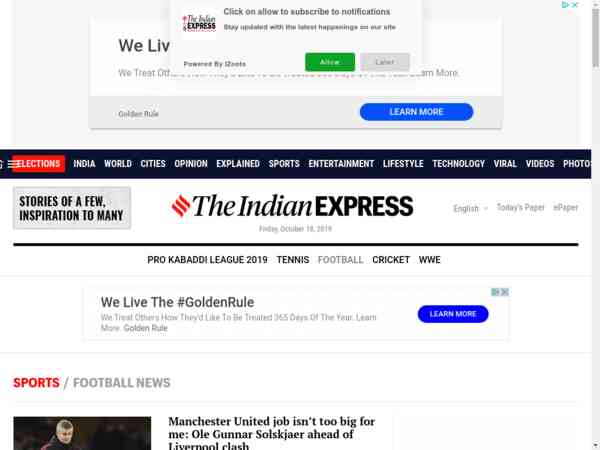 Click on allow to subscribe to notifications
The Indian
EXPRESS
Stay updated with the latest happenings on our site
Powered By iZooto
Allow
Later
We Liv
We Treat Others How They'd Like To Be Treated 365 Days Of The Year. Learn More.
Golden Rule
LEARN MORE
ELECTIONS INDIA WORLD CITIES OPINION EXPLAINED SPORTS ENTERTAINMENT LIFESTYLE TECHNOLOGY VIRAL VIDEOS PHOTOS
STORIES OF A FEW,
INSPIRATION TO MANY
The Indian EXPRESS
English
Today's Paper
ePaper
Friday, October 18, 2019
PRO KABADDI LEAGUE 2019 TENNIS FOOTBALL CRICKET WWE
We Live The #GoldenRule
We Treat Others How They'd Like To Be Treated 365 Days Of The Year. Learn
More. Golden Rule
LEARN MORE
SPORTS / FOOTBALL NEWS
Manchester United job isn't too big for
me: Ole Gunnar Solskjaer ahead of
Liverpool clash